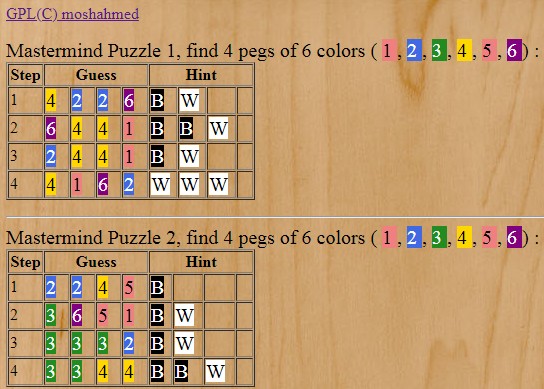 GPL(C) moshahmed
Mastermind Puzzle 1, find 4 pegs of 6 colors ( 1 , 2 , 3 , 4 , 5 , 6 ) :
Step Guess Hint
1 4 2 2 6 B W
2 6 4 4 1 B B W
3 2 4 4 1 B W
4 4 1 6 2 W W W
Mastermind Puzzle 2, find 4 pegs of 6 colors ( 1 , 2 , 3 , 4 , 5 , 6 ) :
Step Guess Hint
1 2 2 4 5 B
2 3 6 5 1 B W
3 3 3 3 2 B W
4 3 3 4 4 B B W